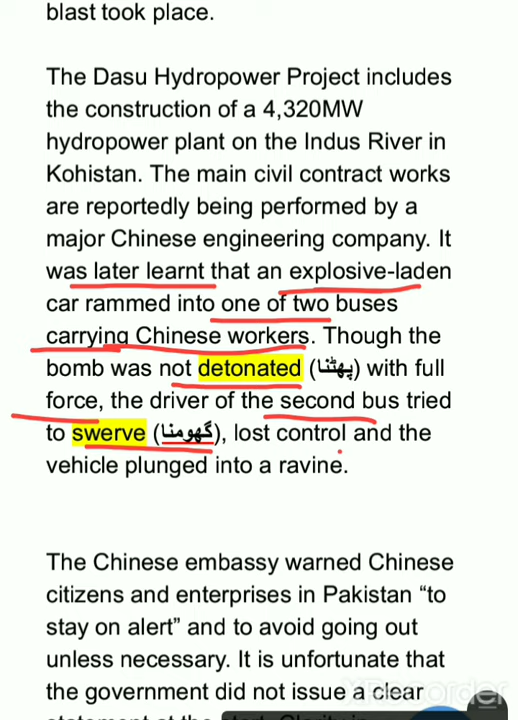 blast took place.
The Dasu Hydropower Project includes
the construction of a 4,320MW
hydropower plant on the Indus River in
Kohistan. The main civil contract works
are reportedly being performed by a
major Chinese engineering company. It
was later learnt that an explosive-laden
car rammed into one of two buses
carrying Chinese workers. Though the
bomb was not detonated (پھٹنا) with full
force, the driver of the second bus tried
to swerve (گھومنا), lost control and the
vehicle plunged into a ravine.
The Chinese embassy warned Chinese
citizens and enterprises in Pakistan “to
stay on alert” and to avoid going out
unless necessary. It is unfortunate that
the government did not issue a clear
XRecorder